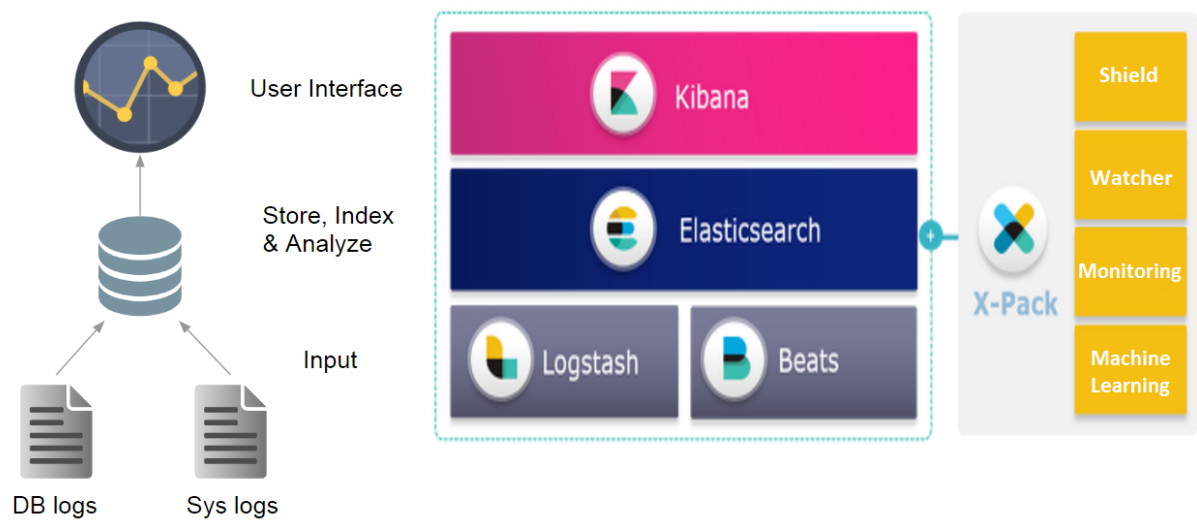 User Interface
Store, Index
& Analyze
Input
DB logs
Sys logs
Kibana
Elasticsearch
Logstash
Beats
+
X-Pack
Shield
Watcher
Monitoring
Machine
Learning